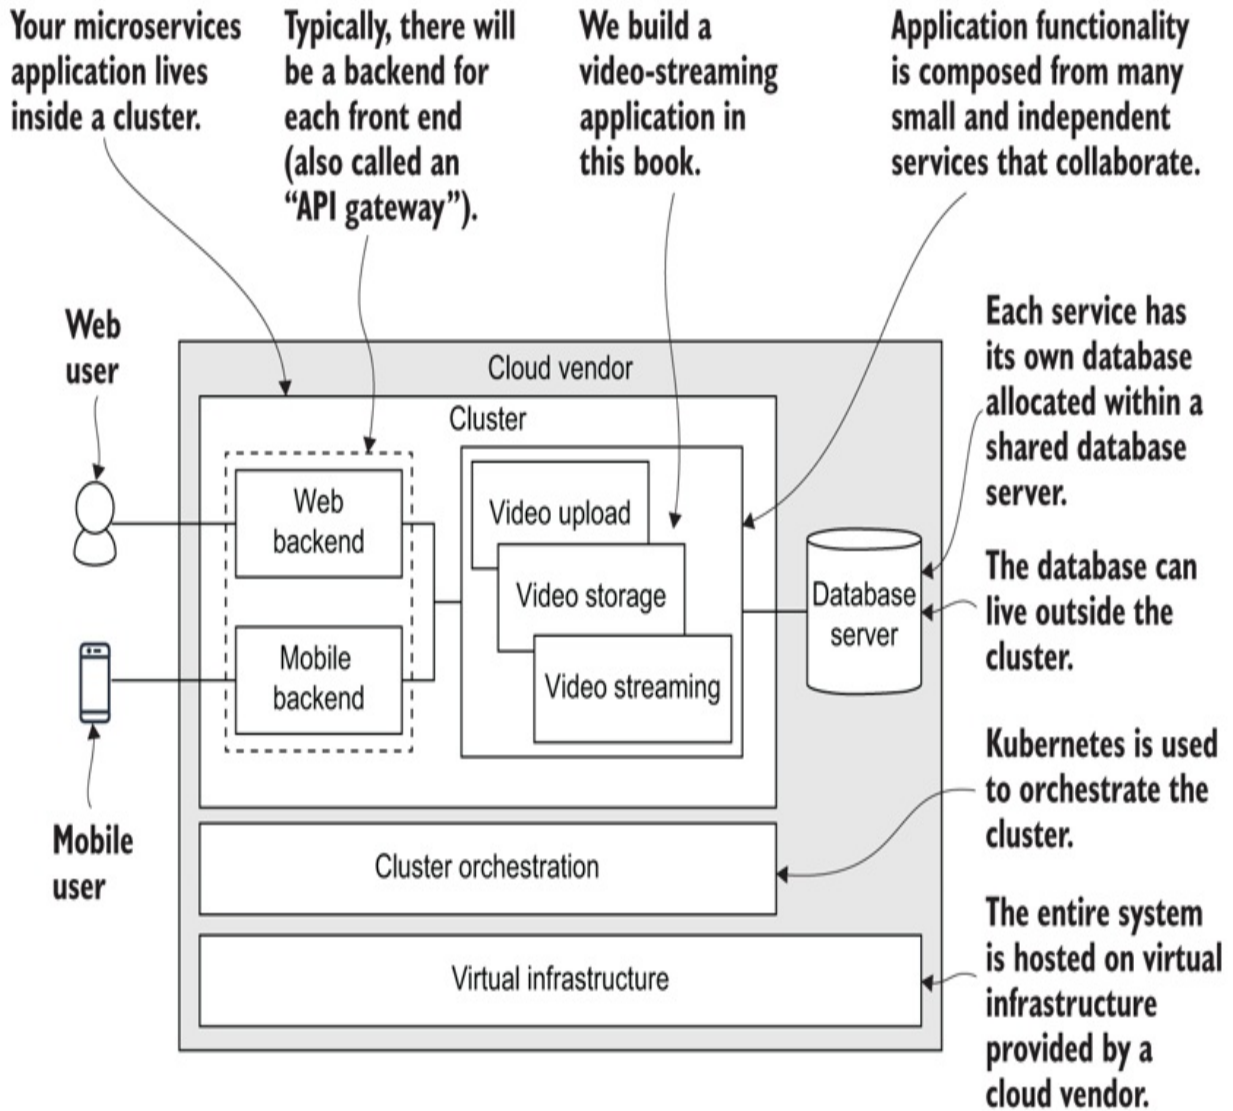 Your microservices
application lives
inside a cluster.
Typically, there will
be a backend for
each front end
(also called an
“API gateway”).
We build a
video-streaming
application in
this book.
Application functionality
is composed from many
small and independent
services that collaborate.
Web
user
Mobile
user
Cloud vendor
Cluster
Web
backend
Mobile
backend
Video upload
Video storage
Video streaming
Database
server
Cluster orchestration
Virtual infrastructure
Each service has
its own database
allocated within a
shared database
server.
The database can
live outside the
cluster.
Kubernetes is used
to orchestrate the
cluster.
The entire system
is hosted on virtual
infrastructure
provided by a
cloud vendor.